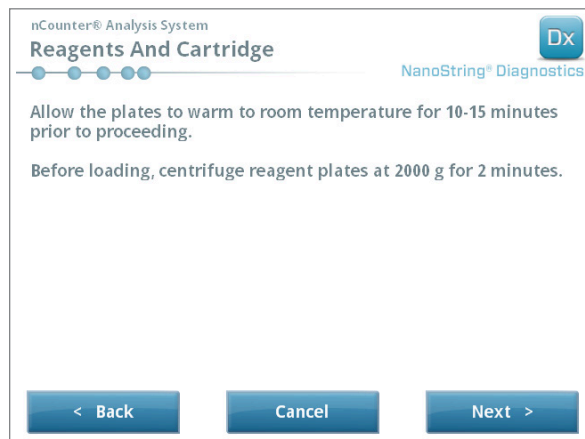 nCounter® Analysis System
Reagents And Cartridge
Dx
NanoString® Diagnostics
Allow the plates to warm to room temperature for 10-15 minutes
prior to proceeding.
Before loading, centrifuge reagent plates at 2000 g for 2 minutes.
< Back
Cancel
Next >